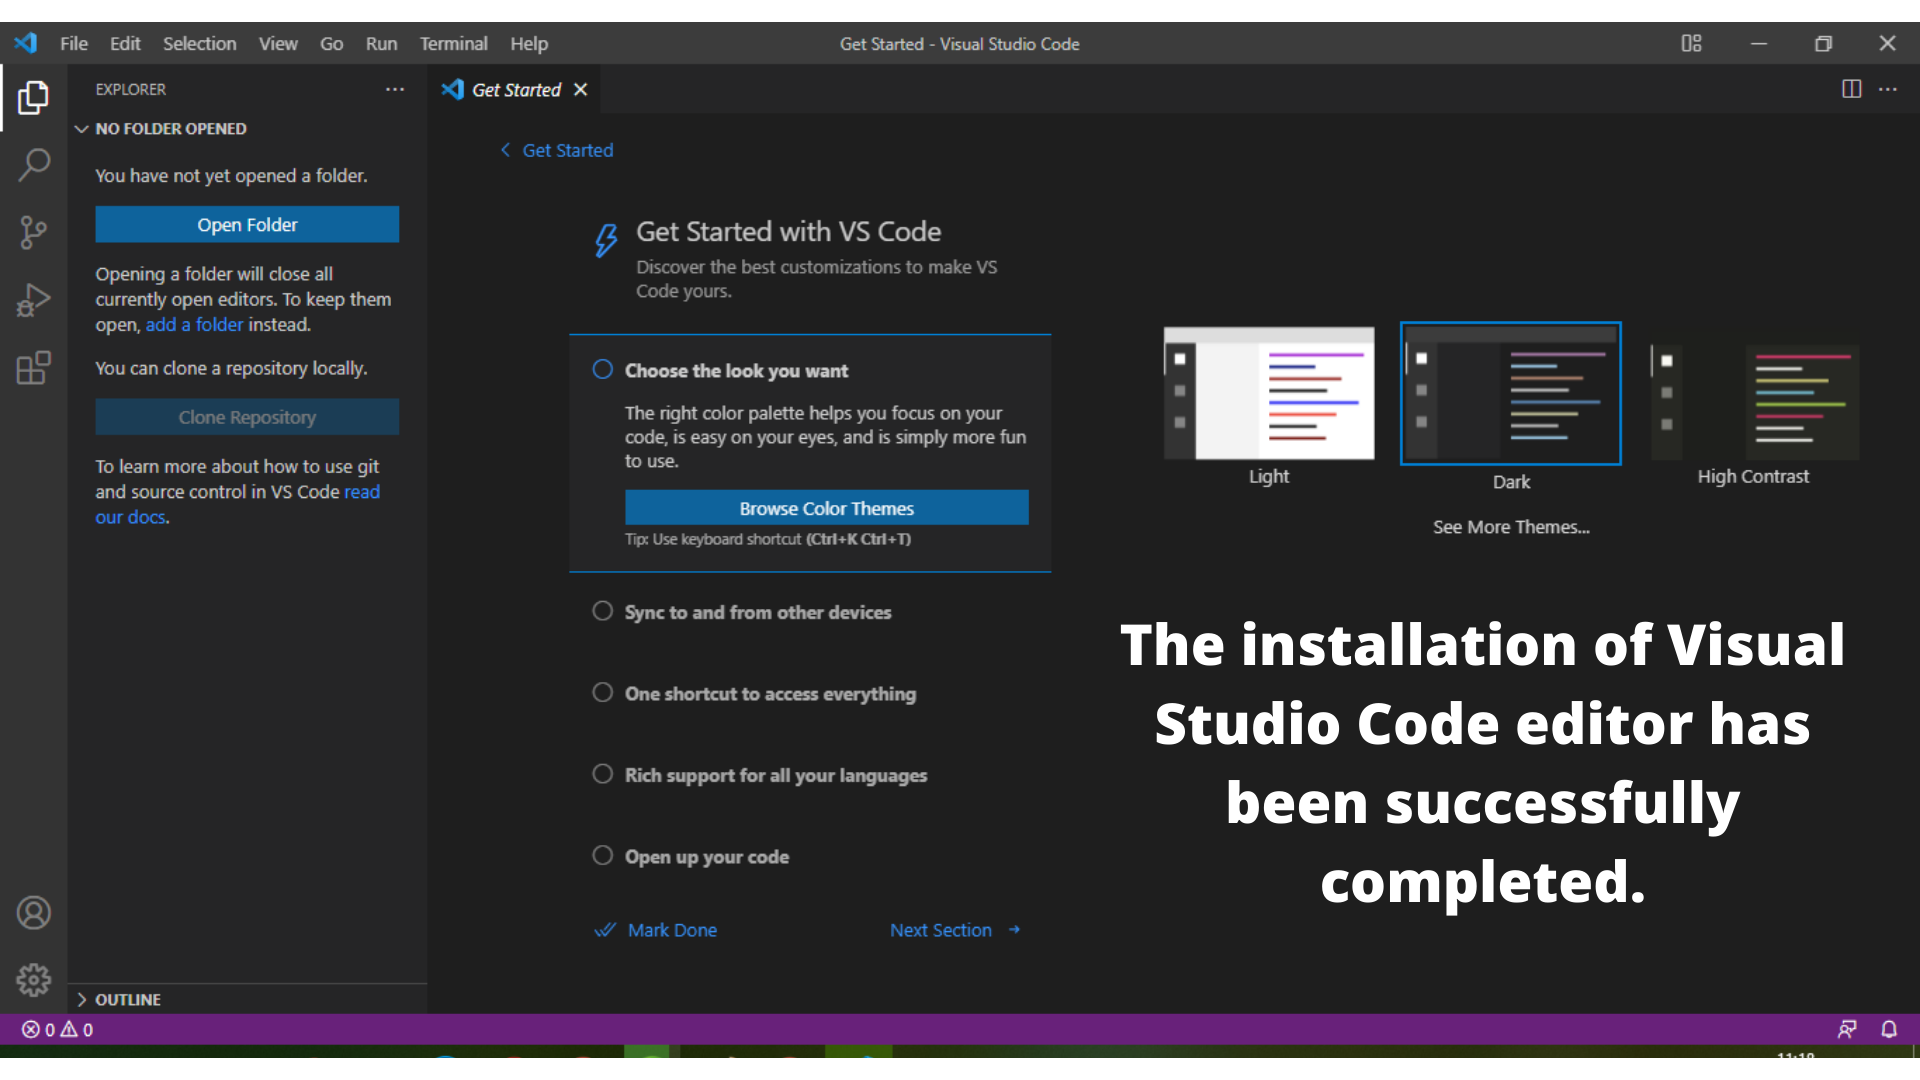 File Edit Selection View Go Run Terminal Help
Get Started - Visual Studio Code
EXPLORER
NO FOLDER OPENED
You have not yet opened a folder.
Open Folder
Opening a folder will close all
currently open editors. To keep them
open, add a folder instead.
You can clone a repository locally.
Clone Repository
To learn more about how to use git
and source control in VS Code read
our docs.
OUTLINE
Get Started
Get Started
Get Started with VS Code
Discover the best customizations to make VS
Code yours.
Choose the look you want
The right color palette helps you focus on your
code, is easy on your eyes, and is simply more fun
to use.
Browse Color Themes
Tip: Use keyboard shortcut (Ctrl+K Ctrl+T)
Sync to and from other devices
One shortcut to access everything
Rich support for all your languages
Open up your code
Mark Done
Next Section
Light
Dark
High Contrast
See More Themes...
The installation of Visual
Studio Code editor has
been successfully
completed.
0 0